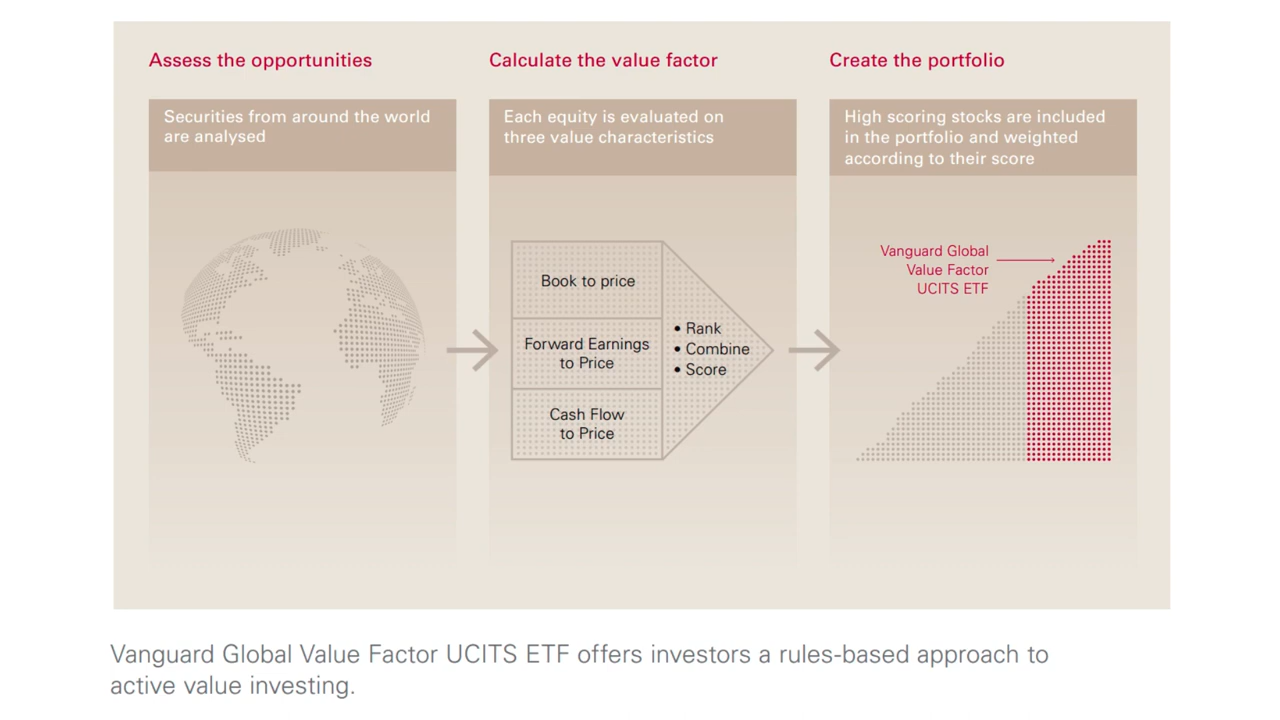 Assess the opportunities
Securities from around the world
are analysed
Calculate the value factor
Each equity is evaluated on
three value characteristics
Book to price
Forward Earnings
to Price
Cash Flow
to Price
• Rank
• Combine
• Score
Create the portfolio
High scoring stocks are included
in the portfolio and weighted
according to their score
Vanguard Global
Value Factor
UCITS ETF
Vanguard Global Value Factor UCITS ETF offers investors a rules-based approach to
active value investing.